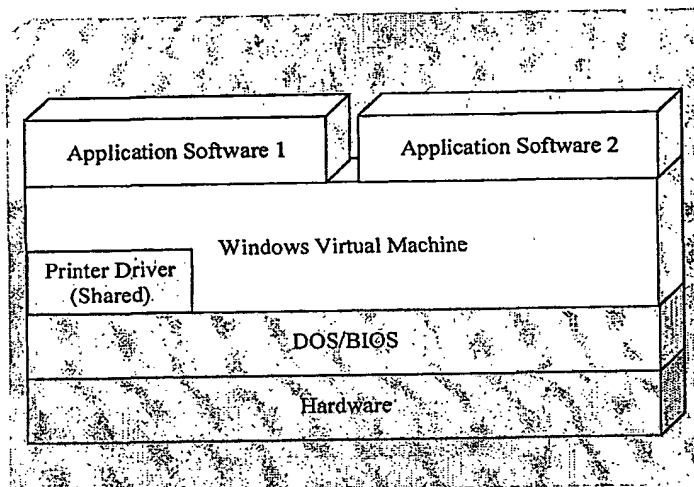 Application Software 1
Application Software 2
Windows Virtual Machine
Printer Driver
(Shared)
DOS/BIOS
Hardware